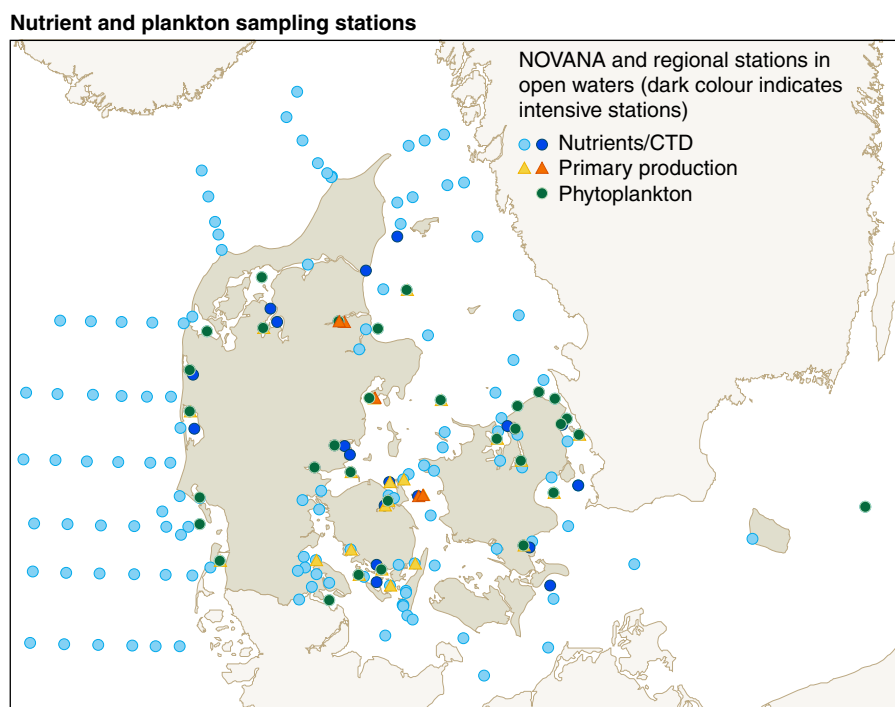 Nutrient and plankton sampling stations
NOVANA and regional stations in
open waters (dark colour indicates
intensive stations)
Nutrients/CTD
Primary production
Phytoplankton